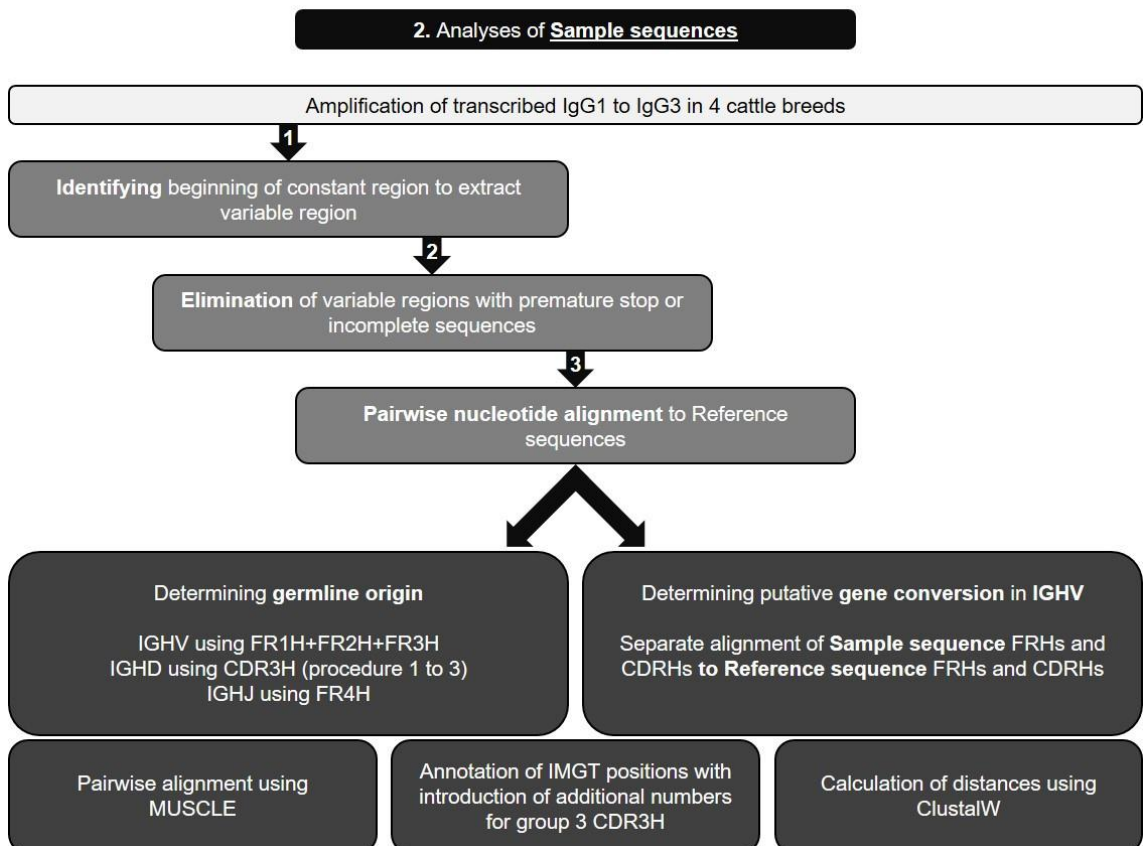 2. Analyses of Sample sequences
Amplification of transcribed IgG1 to IgG3 in 4 cattle breeds
1
Identifying beginning of constant region to extract
variable region
2
Elimination of variable regions with premature stop or
incomplete sequences
3
Pairwise nucleotide alignment to Reference
sequences
Determining germline origin
IGHV using FR1H+FR2H+FR3H
IGHD using CDR3H (procedure 1 to 3)
IGHJ using FR4H
Determining putative gene conversion in IGHV
Separate alignment of Sample sequence FRHs and
CDRHs to Reference sequence FRHs and CDRHs
Pairwise alignment using
MUSCLE
Annotation of IMGT positions with
introduction of additional numbers
for group 3 CDR3H
Calculation of distances using
ClustalW